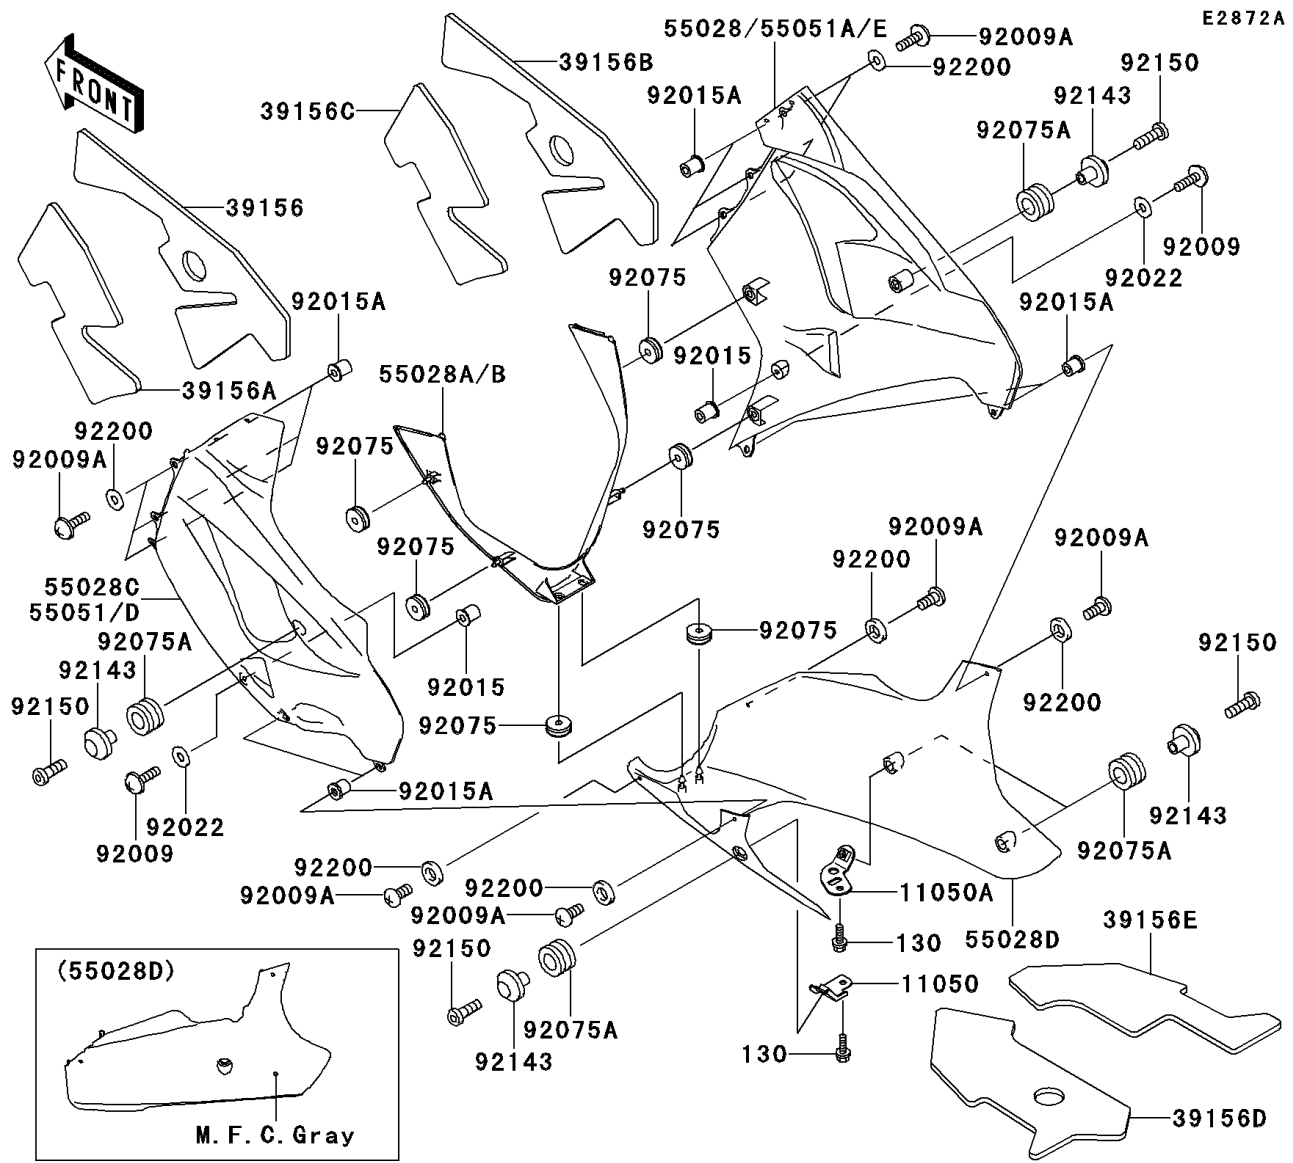 E2872A
55028/55051A/E
92009A
39156B
92200
92150
FRONT
92015A
92143
39156C
92075A
39156
92009
92075
92022
92015A
92015A
92015
55028A/B
39156A
92200
92075
92009A
92075
92009A
92009A
92075
92200
55028C
55051/D
92075
92075A
92150
92143
92015
92200
92150
92075
92015A
92143
92022
92075A
92009
92200
92200
11050A
92009A
92009A
39156E
92150
130
55028D
(55028D)
11050
92075A
130
92143
39156D
M.F.C.Gray